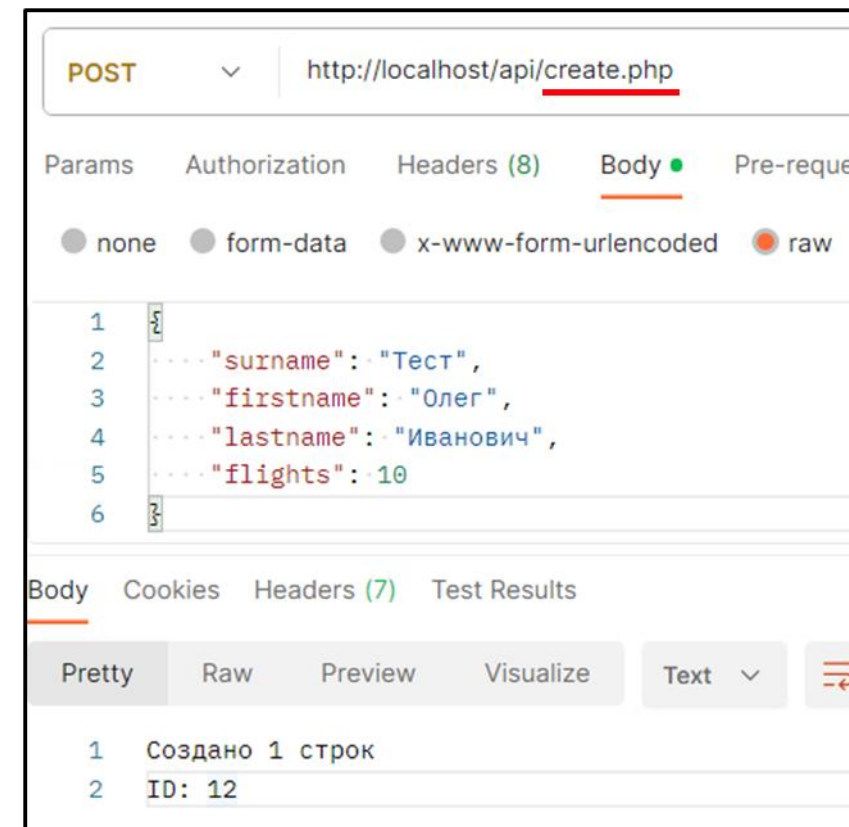 POST http://localhost/api/create.php
Params Authorization Headers (8) Body Pre-reque
none form-data x-www-form-urlencoded raw
1 {
2 "surname": "Тест",
3 "firstname": "Олег",
4 "lastname": "Иванович",
5 "flights": 10
6 }
Body Cookies Headers (7) Test Results
Pretty Raw Preview Visualize Text
1 Создано 1 строк
2 ID: 12